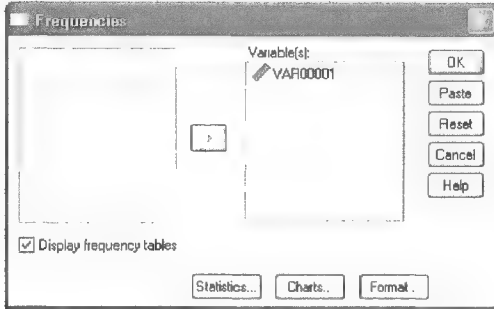 Frequencies
Variable(s):
VAR00001
OK
Paste
Reset
Cancel
Help
Display frequency tables
Statistics...
Charts..
Format .